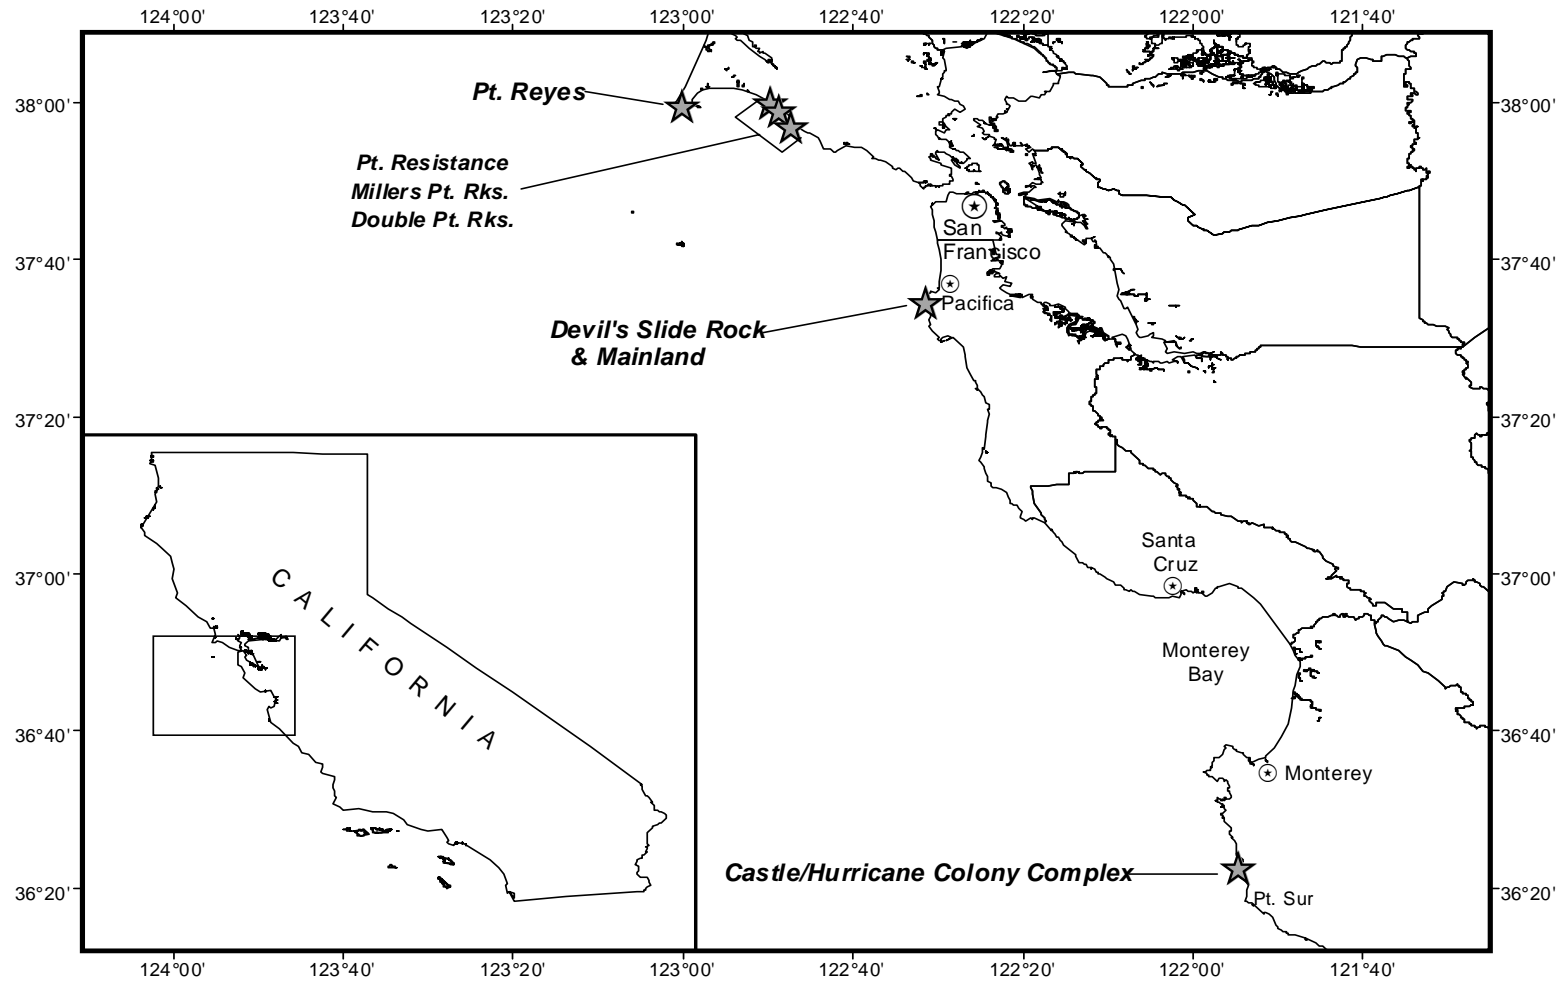 124°00' 123°40' 123°20' 123°00' 122°40' 122°20' 122°00' 121°40'
38°00' 38°00'
Pt. Reyes
Pt. Resistance
Millers Pt. Rks.
Double Pt. Rks.
San
Francisco
37°40' 37°40'
Pacifica
Devil's Slide Rock
& Mainland
37°20' 37°20'
Santa
Cruz
37°00' 37°00'
CALIFORNIA
Monterey
Bay
36°40' 36°40'
Monterey
Castle/Hurricane Colony Complex
36°20' 36°20'
Pt. Sur
124°00' 123°40' 123°20' 123°00' 122°40' 122°20' 122°00' 121°40'